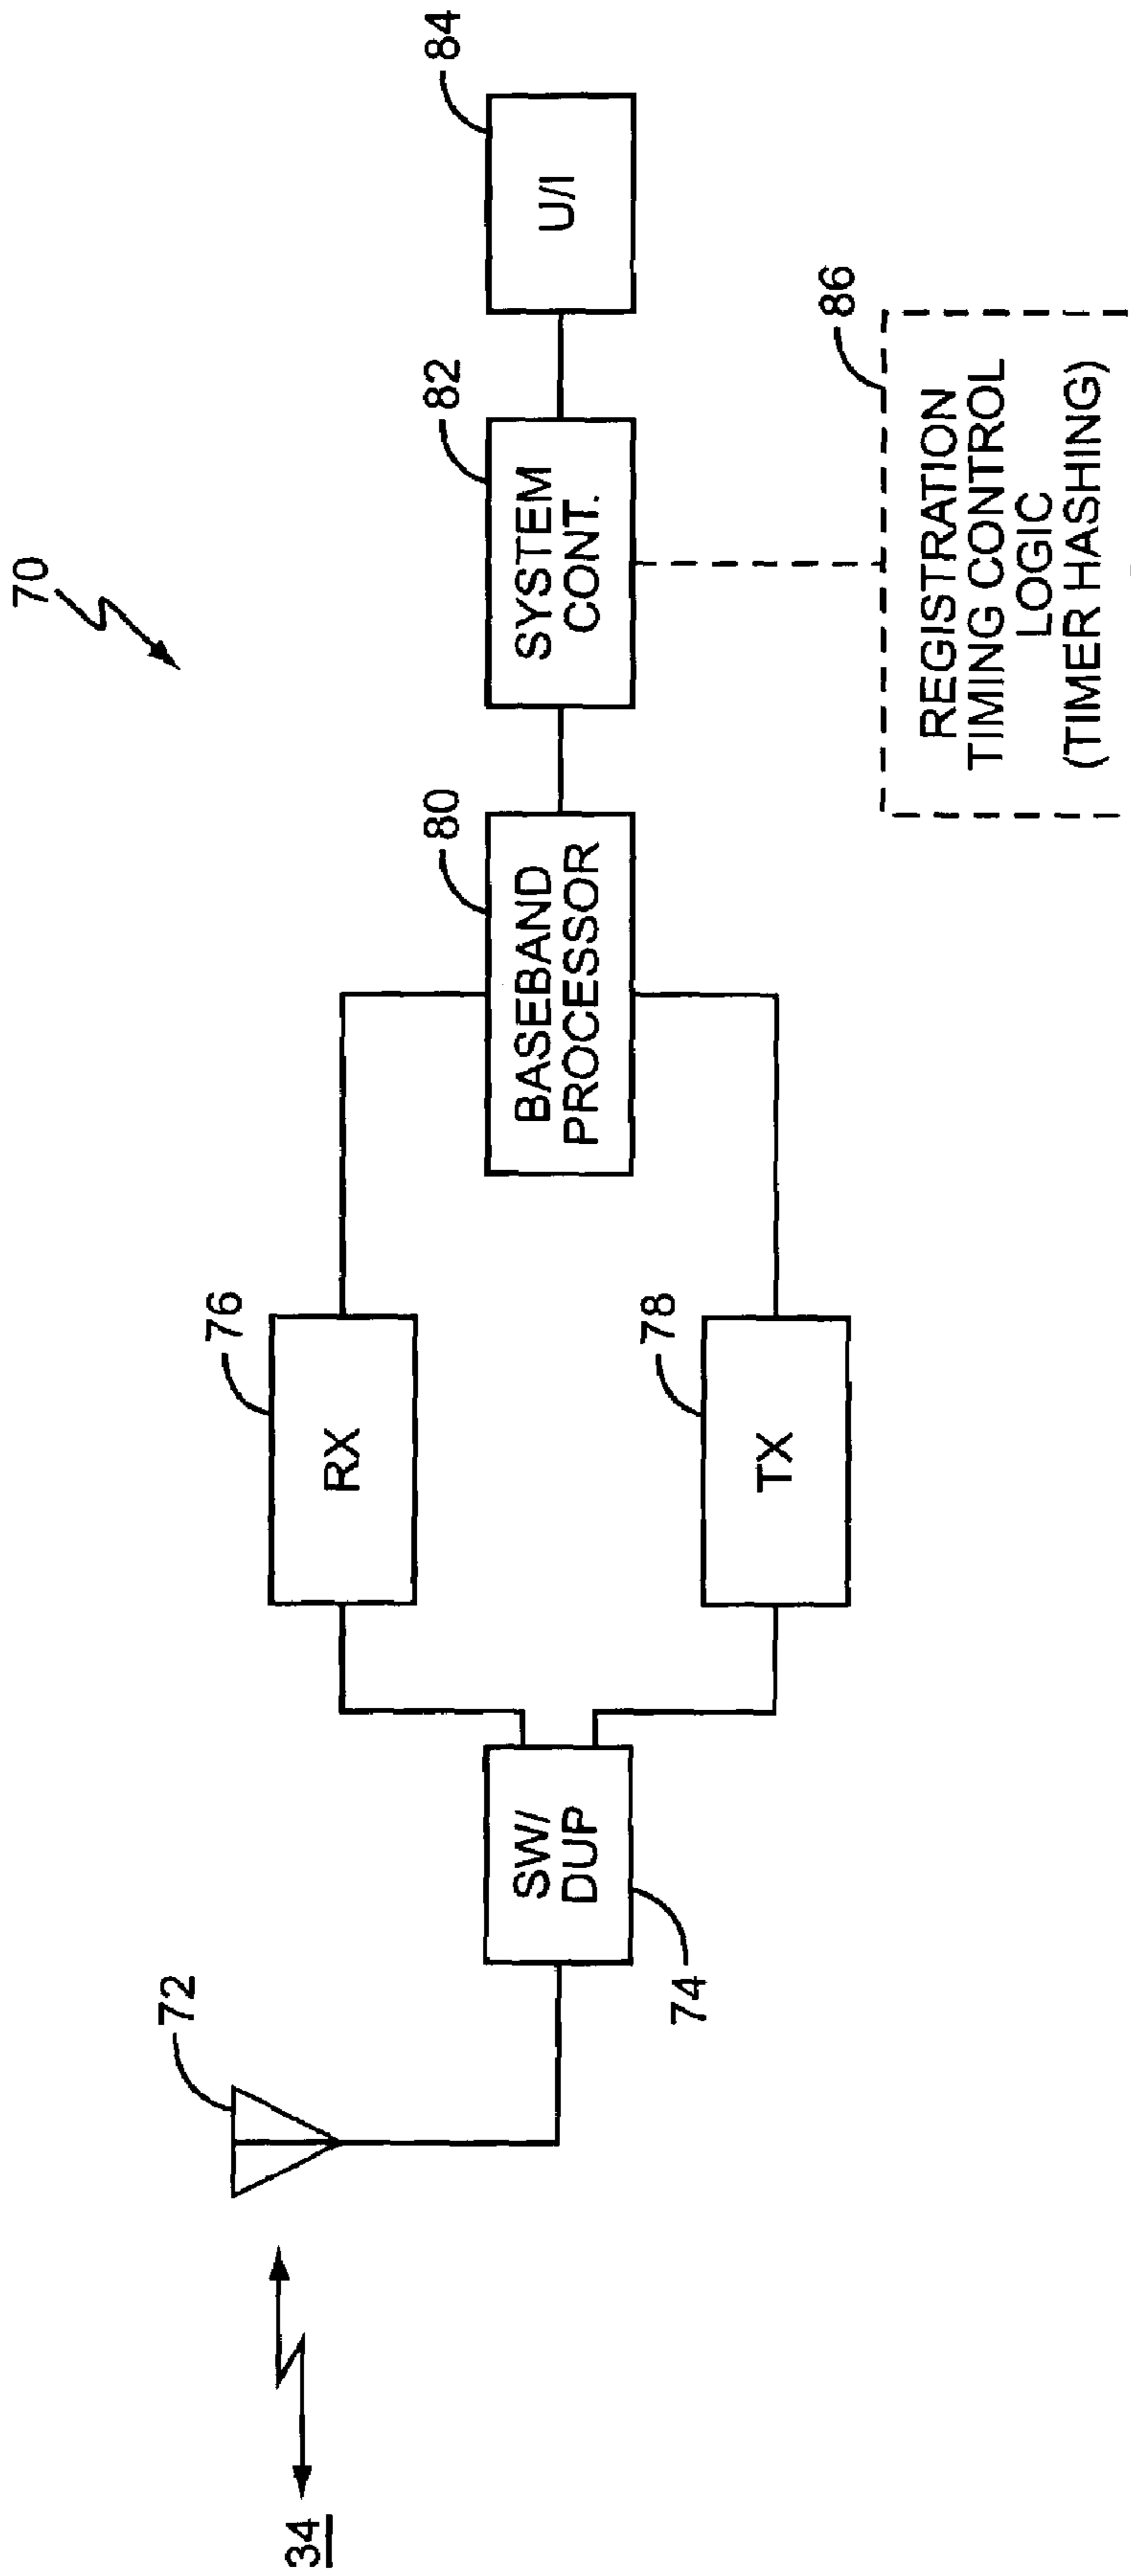 70
72
34
SW/
DUP
74
RX
76
TX
78
BASEBAND
PROCESSOR
80
SYSTEM
CONT.
82
U/I
84
REGISTRATION
TIMING CONTROL
LOGIC
(TIMER HASHING)
86